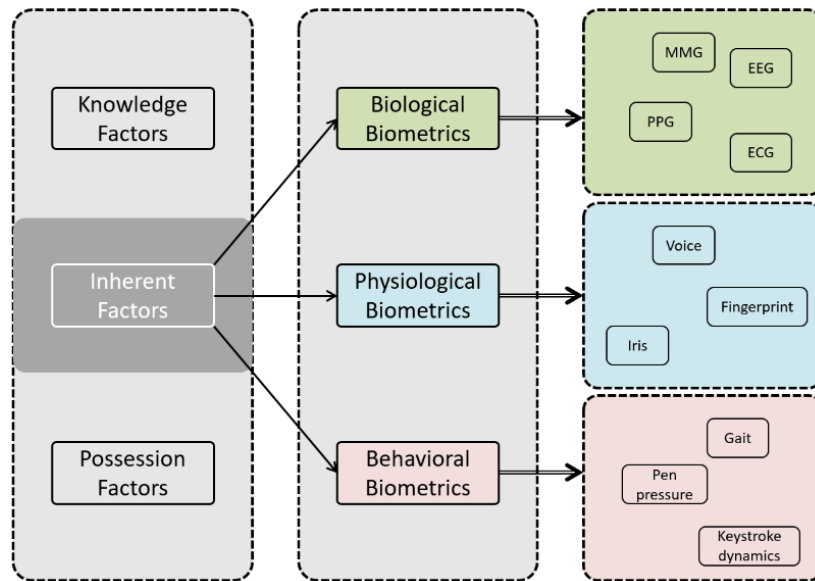 Knowledge
Factors
Inherent
Factors
Possession
Factors
Biological
Biometrics
Physiological
Biometrics
Behavioral
Biometrics
MMG
EEG
PPG
ECG
Voice
Fingerprint
Iris
Gait
Pen
pressure
Keystroke
dynamics